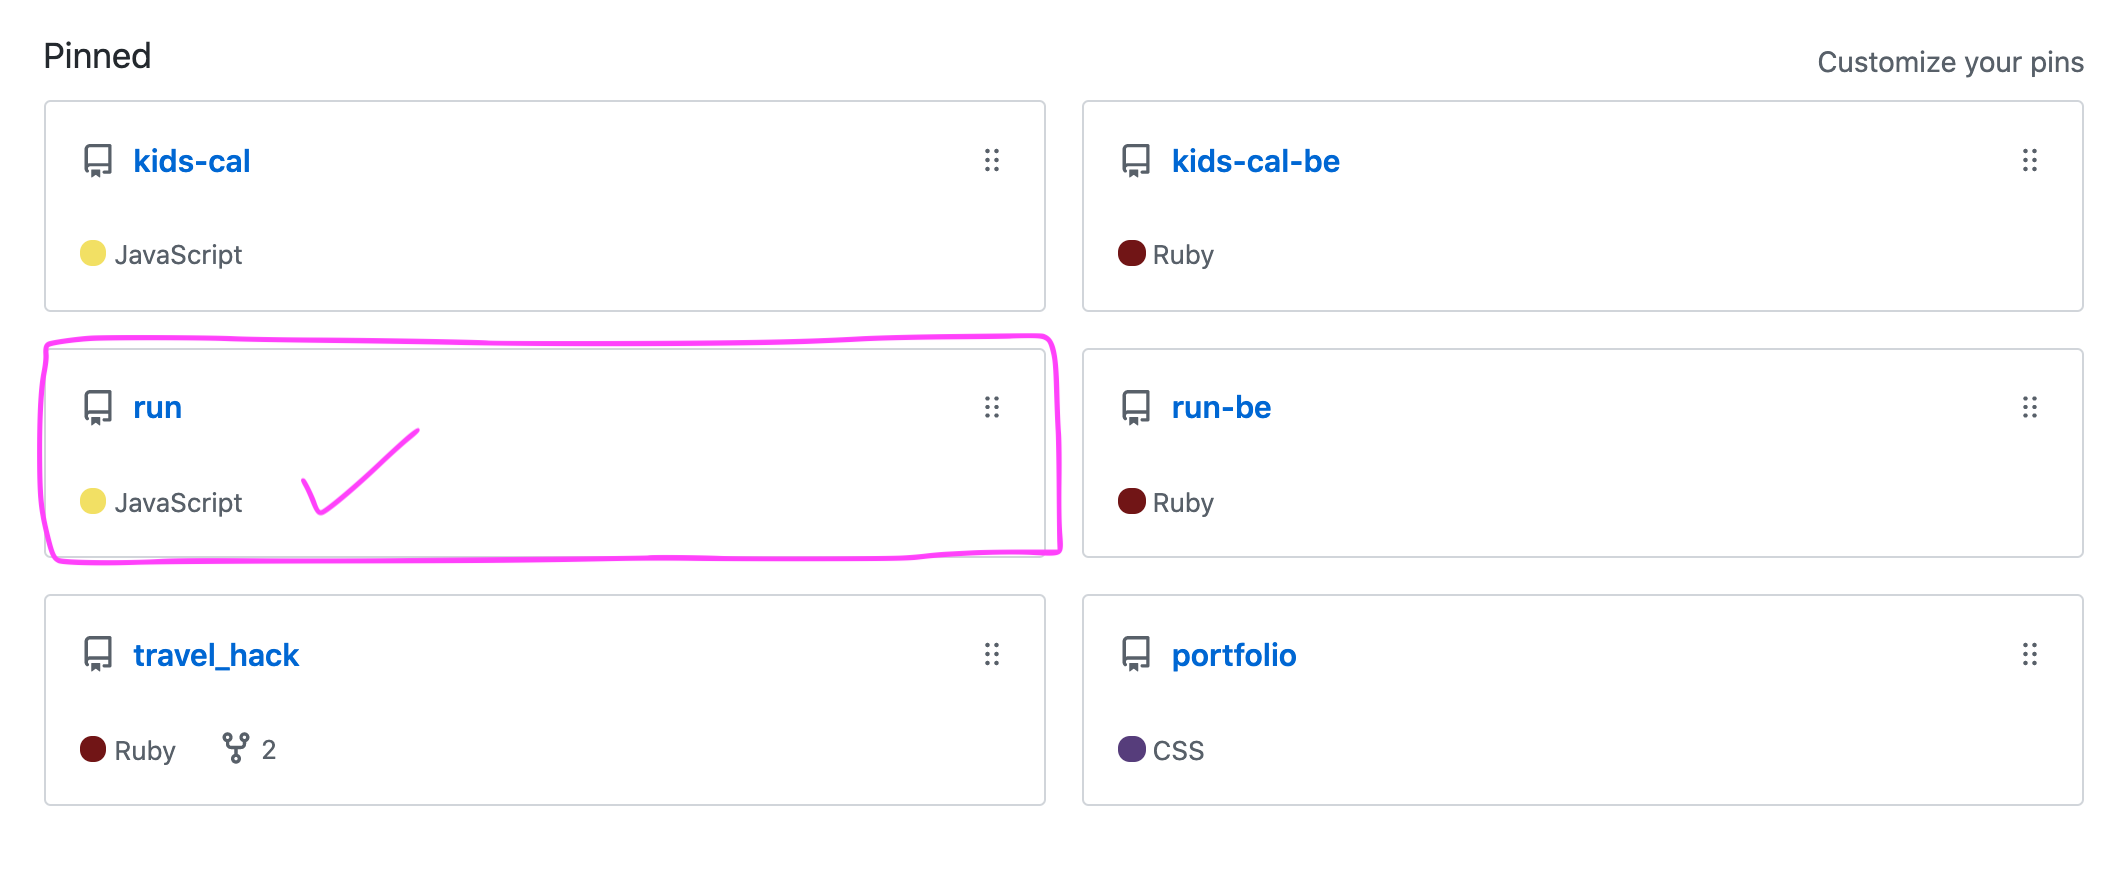 Pinned
Customize your pins
kids-cal
JavaScript
kids-cal-be
Ruby
run
JavaScript
run-be
Ruby
travel_hack
Ruby 2
portfolio
CSS